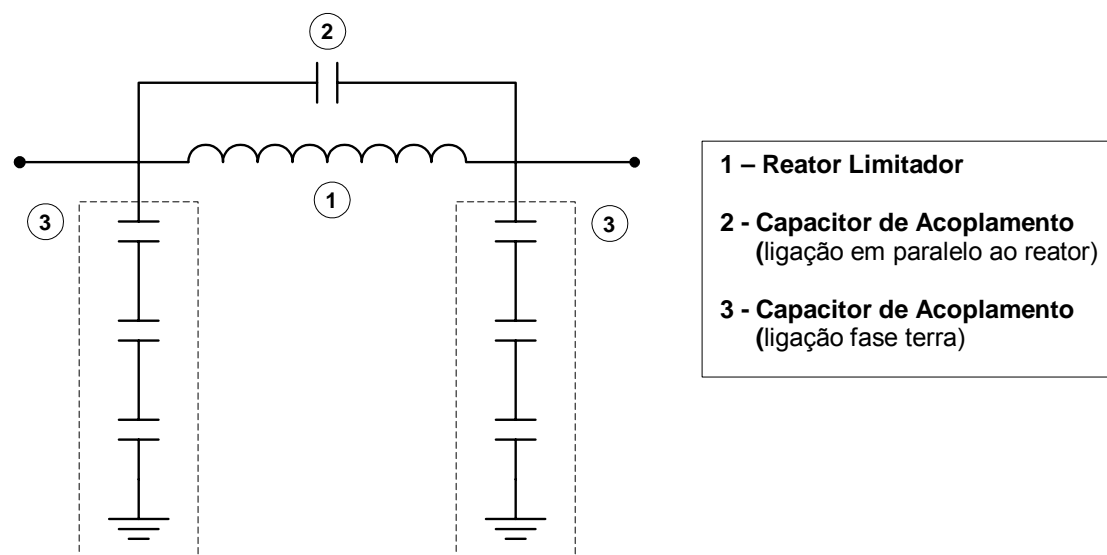 2
1
3
3
1 – Reator Limitador
2 - Capacitor de Acoplamento
(ligação em paralelo ao reator)
3 - Capacitor de Acoplamento
(ligação fase terra)